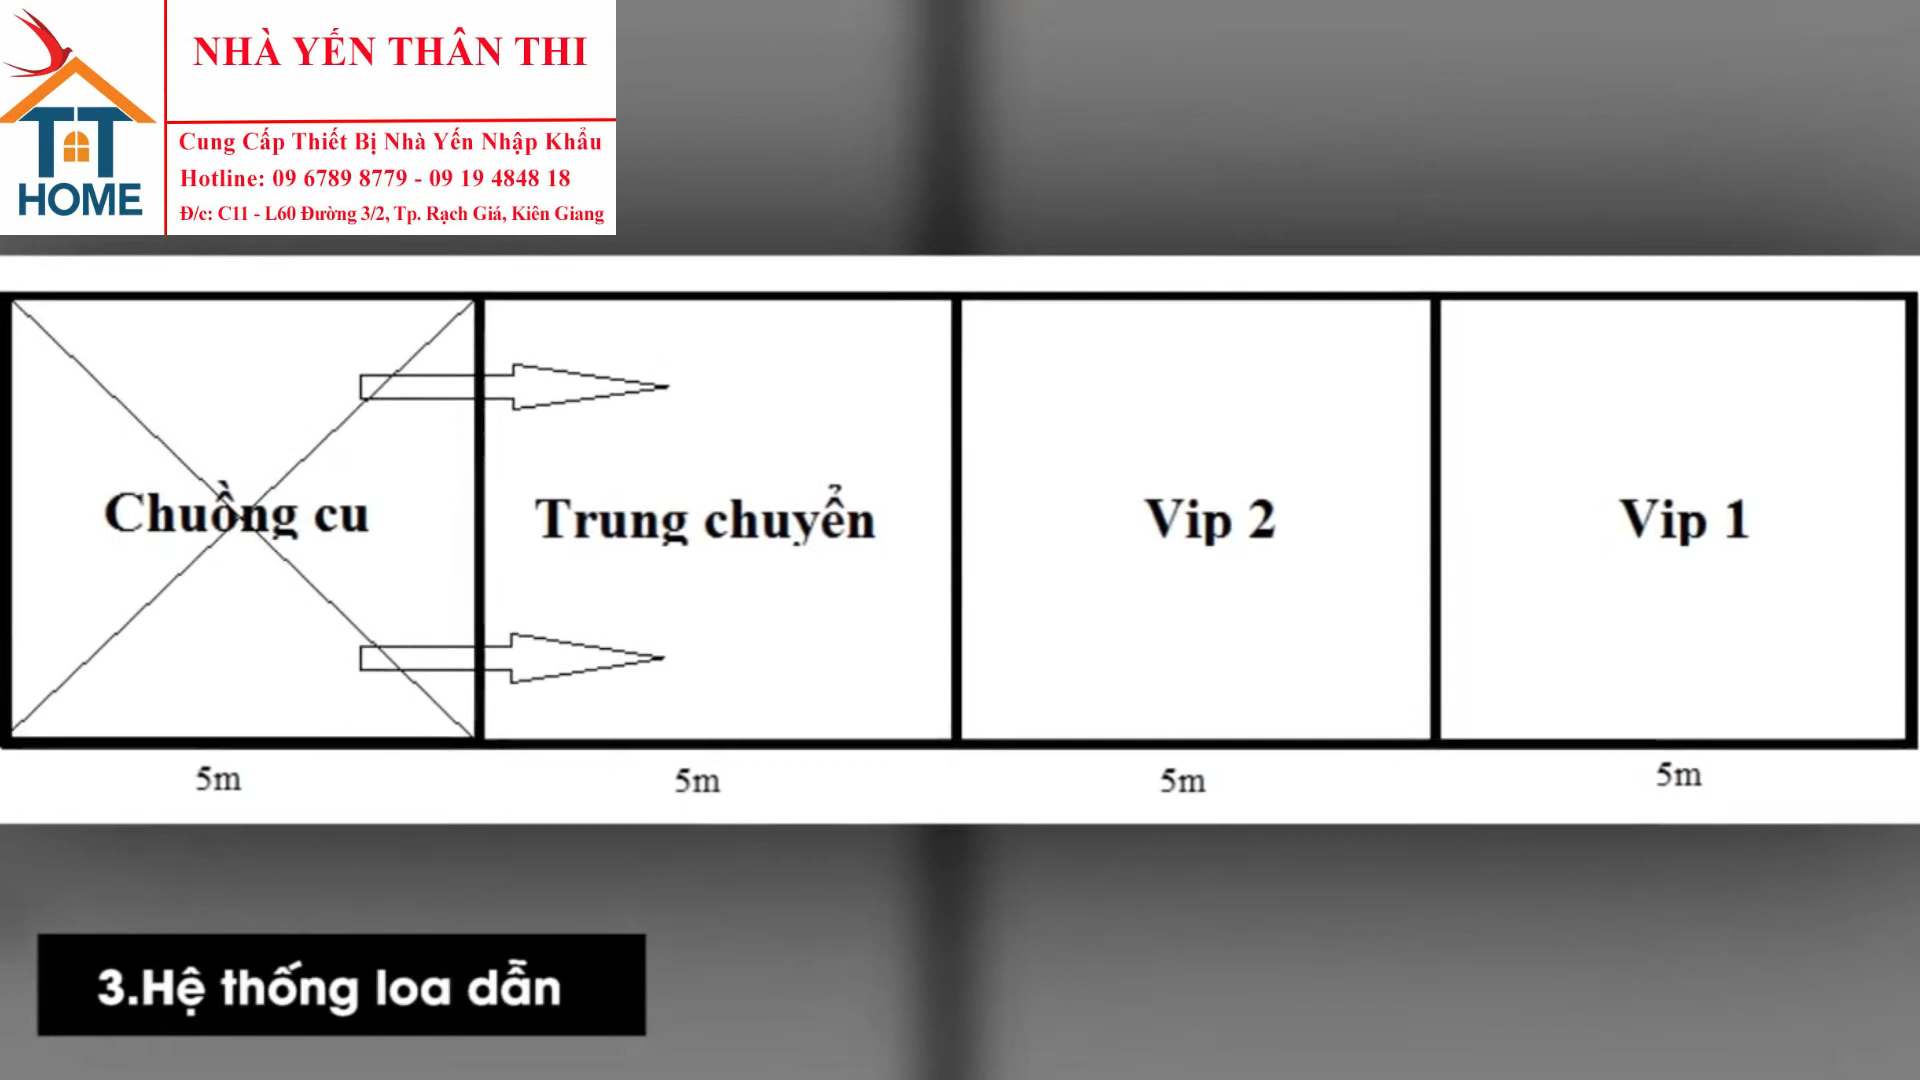 NHÀ YẾN THÂN THI
Cung Cấp Thiết Bị Nhà Yến Nhập Khẩu
Hotline: 09 6789 8779 - 09 19 4848 18
Đ/c: C11 - L60 Đường 3/2, Tp. Rạch Giá, Kiên Giang
TT
HOME
Chuồng cu
Trung chuyển
Vip 2
Vip 1
5m
5m
5m
5m
3.Hệ thống loa dẫn